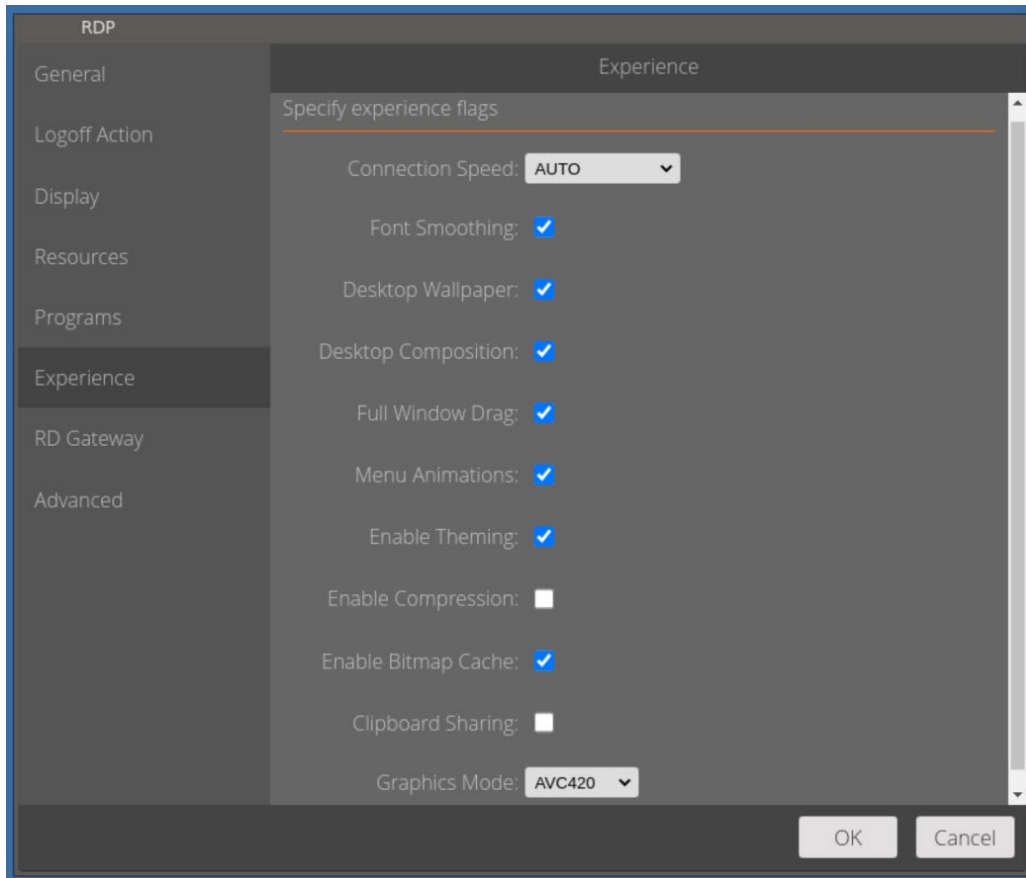 RDP
General
Logoff Action
Display
Resources
Programs
Experience
RD Gateway
Advanced
Experience
Specify experience flags
Connection Speed: AUTO
Font Smoothing:
Desktop Wallpaper:
Desktop Composition:
Full Window Drag:
Menu Animations:
Enable Theming:
Enable Compression:
Enable Bitmap Cache:
Clipboard Sharing:
Graphics Mode: AVC420
OK Cancel